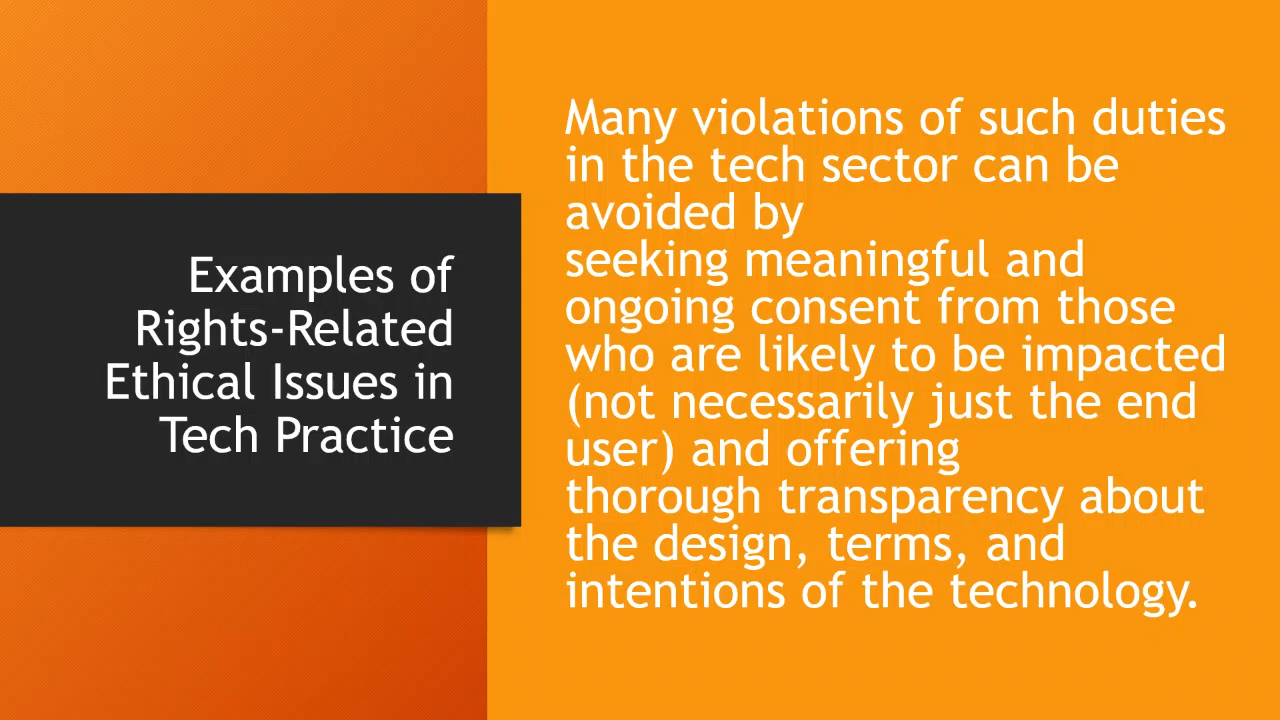 Examples of
Rights-Related
Ethical Issues in
Tech Practice
Many violations of such duties
in the tech sector can be
avoided by
seeking meaningful and
ongoing consent from those
who are likely to be impacted
(not necessarily just the end
user) and offering
thorough transparency about
the design, terms, and
intentions of the technology.